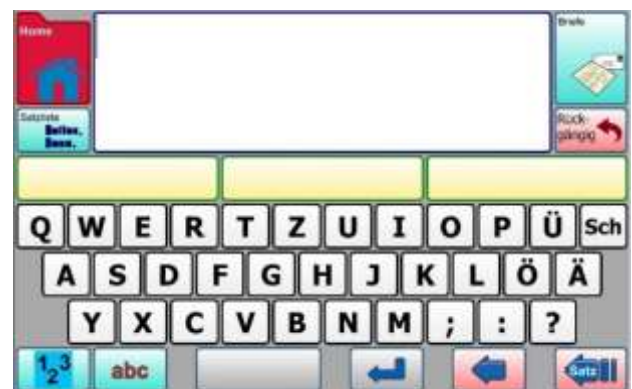 Home
Briefe
Satzteile
Rück-
gängig
Q W E R T Z U I O P Ü Sch
A S D F G H J K L Ö Ä
Y X C V B N M ; : ?
123 abc Satz